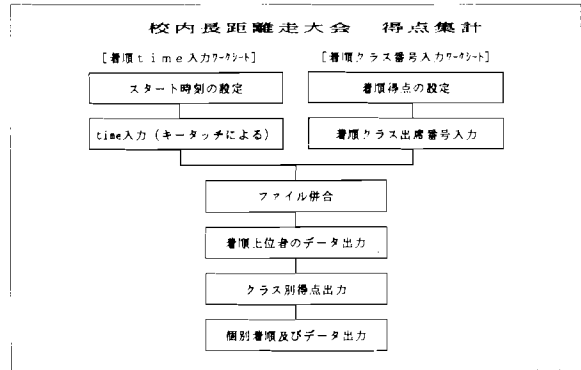 校内長距離走大会　得点集計
［着順ｔｉｍｅ入力ﾜｰｸｼｰﾄ］
［着順クラス番号入力ﾜｰｸｼｰﾄ］
スタート時刻の設定
着順得点の設定
time入力（キータッチによる）
着順クラス出席番号入力
ファイル併合
着順上位者のデータ出力
クラス別得点出力
個別着順及びデータ出力